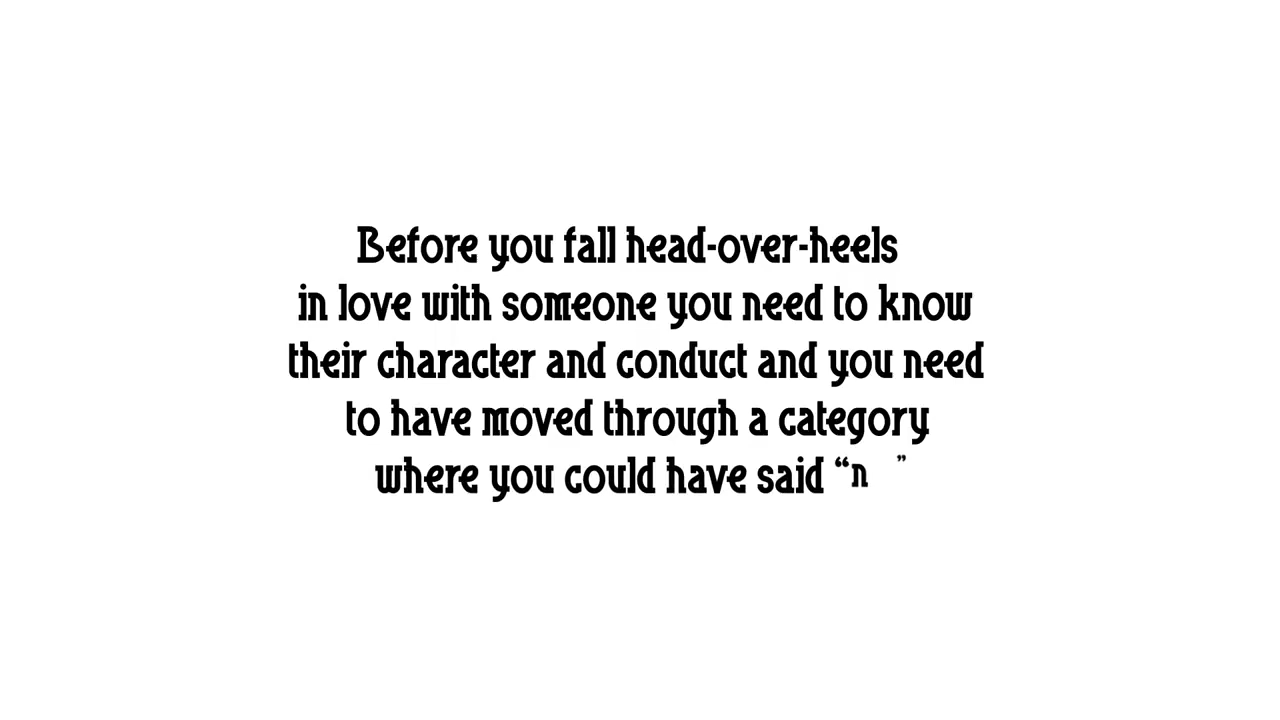 Before you fall head-over-heels
in love with someone you need to know
their character and conduct and you need
to have moved through a category
where you could have said “n ”